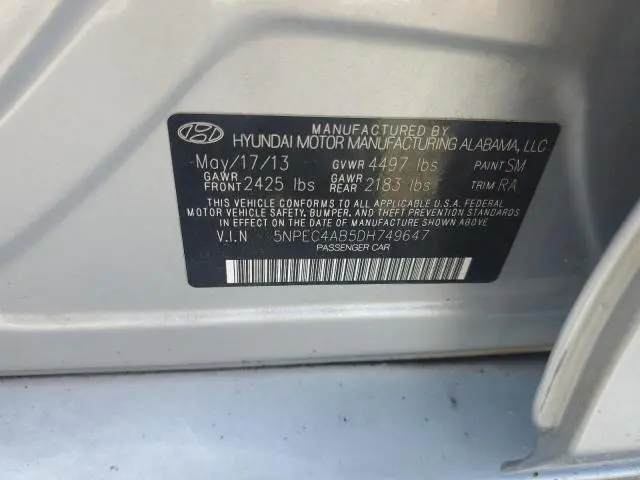 MANUFACTURED BY
HYUNDAI MOTOR MANUFACTURING ALABAMA, LLC
May/17/13 GVWR 4497 lbs PAINT SM
GAWR FRONT 2425 lbs GAWR REAR 2183 lbs TRIM RA
THIS VEHICLE CONFORMS TO ALL APPLICABLE U.S.A. FEDERAL
MOTOR VEHICLE SAFETY, BUMPER, AND THEFT PREVENTION STANDARDS
IN EFFECT ON THE DATE OF MANUFACTURE SHOWN ABOVE.
V.I.N 5NPEC4AB5DH749647
PASSENGER CAR